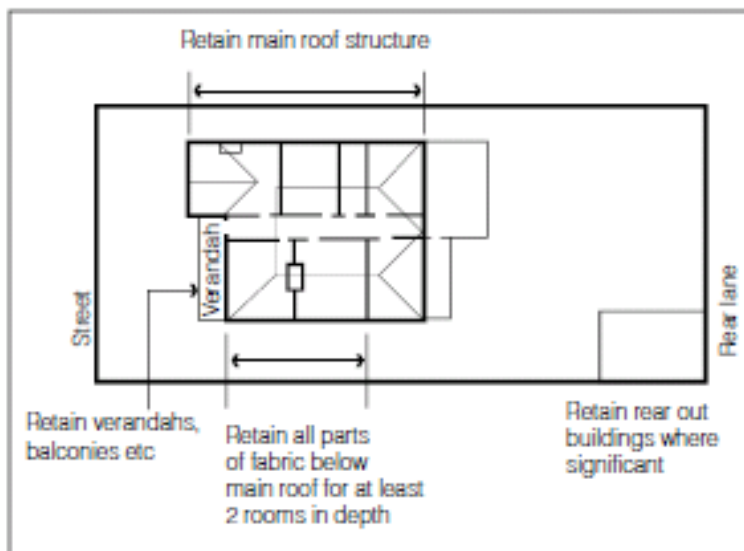 Retain main roof structure
Verandah
Street
Rear lane
Retain verandahs,
balconies etc
Retain all parts
of fabric below
main roof for at least
2 rooms in depth
Retain rear out
buildings where
significant